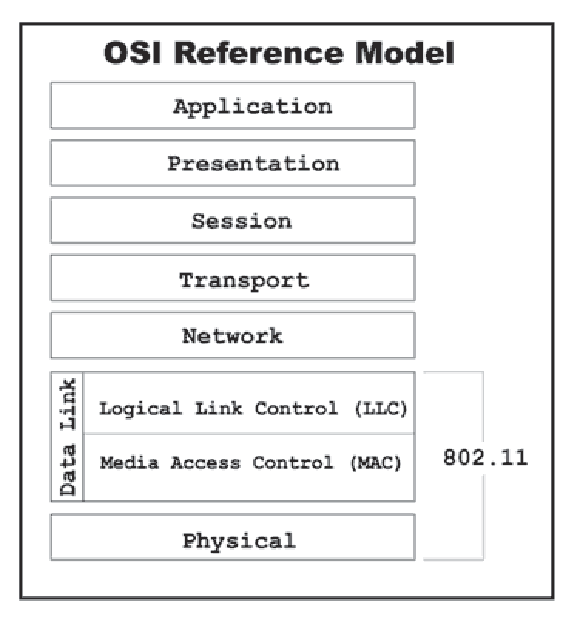 OSI Reference Model
Application
Presentation
Session
Transport
Network
Data Link
Logical Link Control (LLC)
Media Access Control (MAC)
802.11
Physical